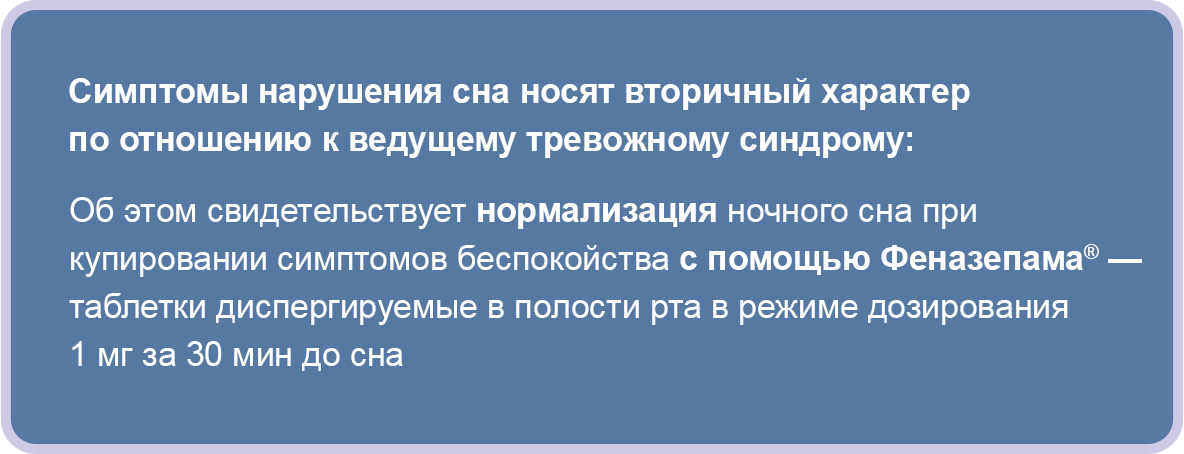 Симптомы нарушения сна носят вторичный характер
по отношению к ведущему тревожному синдрому:
Об этом свидетельствует нормализация ночного сна при
купировании симптомов беспокойства с помощью Феназепама® —
таблетки диспергируемые в полости рта в режиме дозирования
1 мг за 30 мин до сна